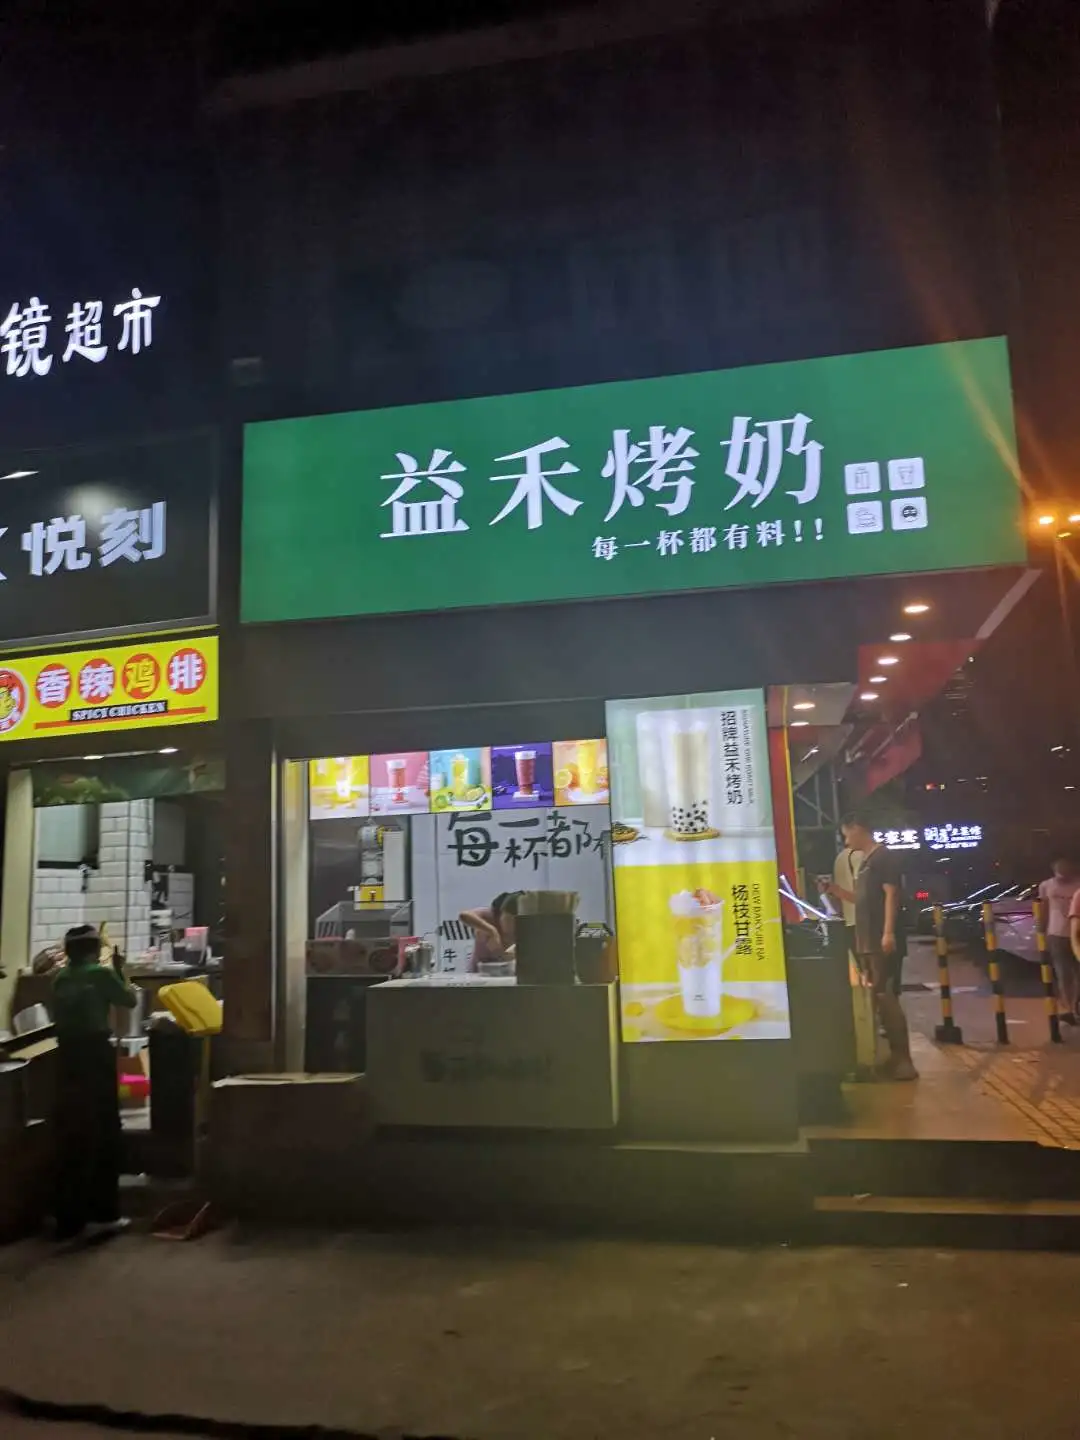 镜超市
悦刻
益禾烤奶
每一杯都有料!!
香辣鸡排
SPICY CHICKEN
招牌益禾烤奶
每一杯都
杨枝甘露
牛